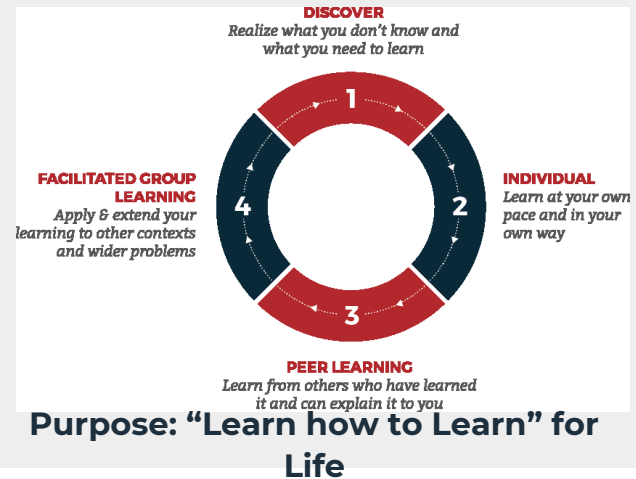 DISCOVER
Realize what you don't know and
what you need to learn
1
FACILITATED GROUP
LEARNING
Apply & extend your
learning to other contexts
and wider problems
4
2
INDIVIDUAL
Learn at your own
pace and in your
own way
3
PEER LEARNING
Learn from others who have learned
it and can explain it to you
Purpose: “Learn how to Learn” for
Life